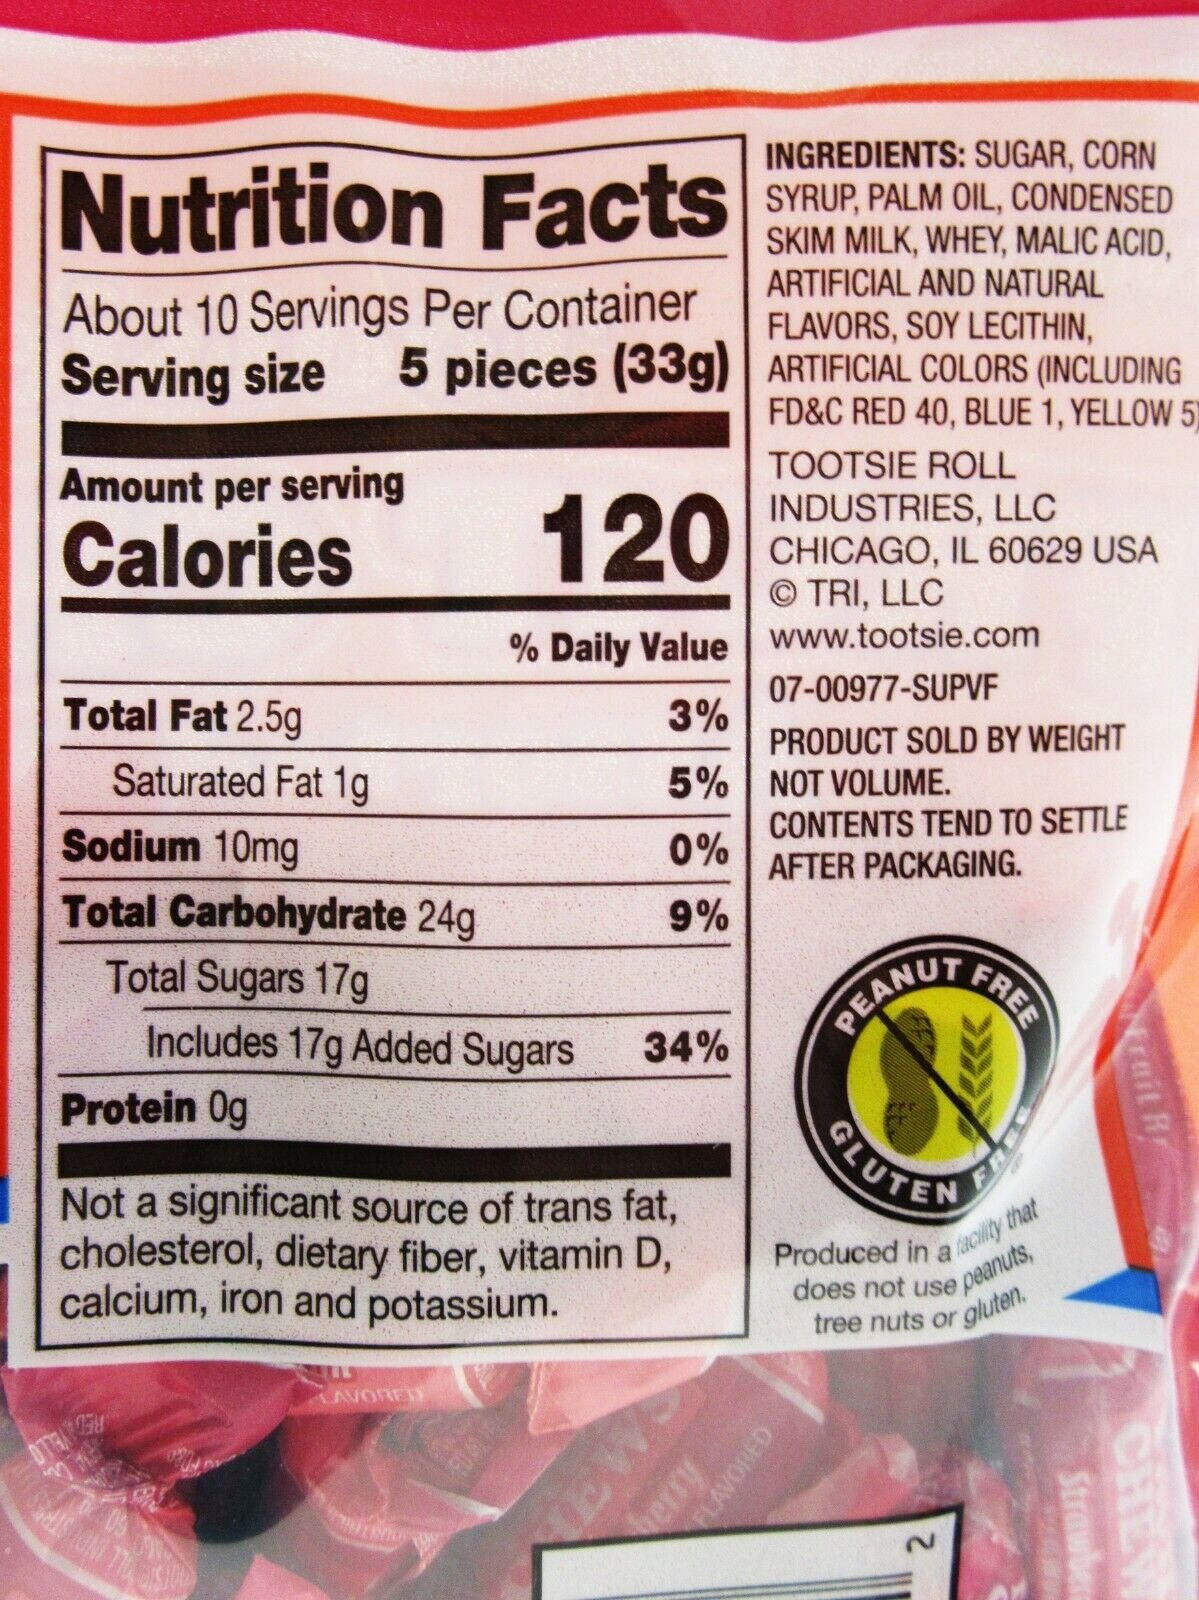 Nutrition Facts
About 10 Servings Per Container
Serving size 5 pieces (33g)
Amount per serving
Calories 120
% Daily Value
Total Fat 2.5g 3%
Saturated Fat 1g 5%
Sodium 10mg 0%
Total Carbohydrate 24g 9%
Total Sugars 17g
Includes 17g Added Sugars 34%
Protein 0g
Not a significant source of trans fat,
cholesterol, dietary fiber, vitamin D,
calcium, iron and potassium.
INGREDIENTS: SUGAR, CORN
SYRUP, PALM OIL, CONDENSED
SKIM MILK, WHEY, MALIC ACID,
ARTIFICIAL AND NATURAL
FLAVORS, SOY LECITHIN,
ARTIFICIAL COLORS (INCLUDING
FD&C RED 40, BLUE 1, YELLOW 5)
TOOTSIE ROLL
INDUSTRIES, LLC
CHICAGO, IL 60629 USA
© TRI, LLC
www.tootsie.com
07-00977-SUPVF
PRODUCT SOLD BY WEIGHT
NOT VOLUME.
CONTENTS TEND TO SETTLE
AFTER PACKAGING.
PEANUT FREE
GLUTEN FREE
®
Produced in a facility that
does not use peanuts,
tree nuts or gluten.
FLAVORED
2